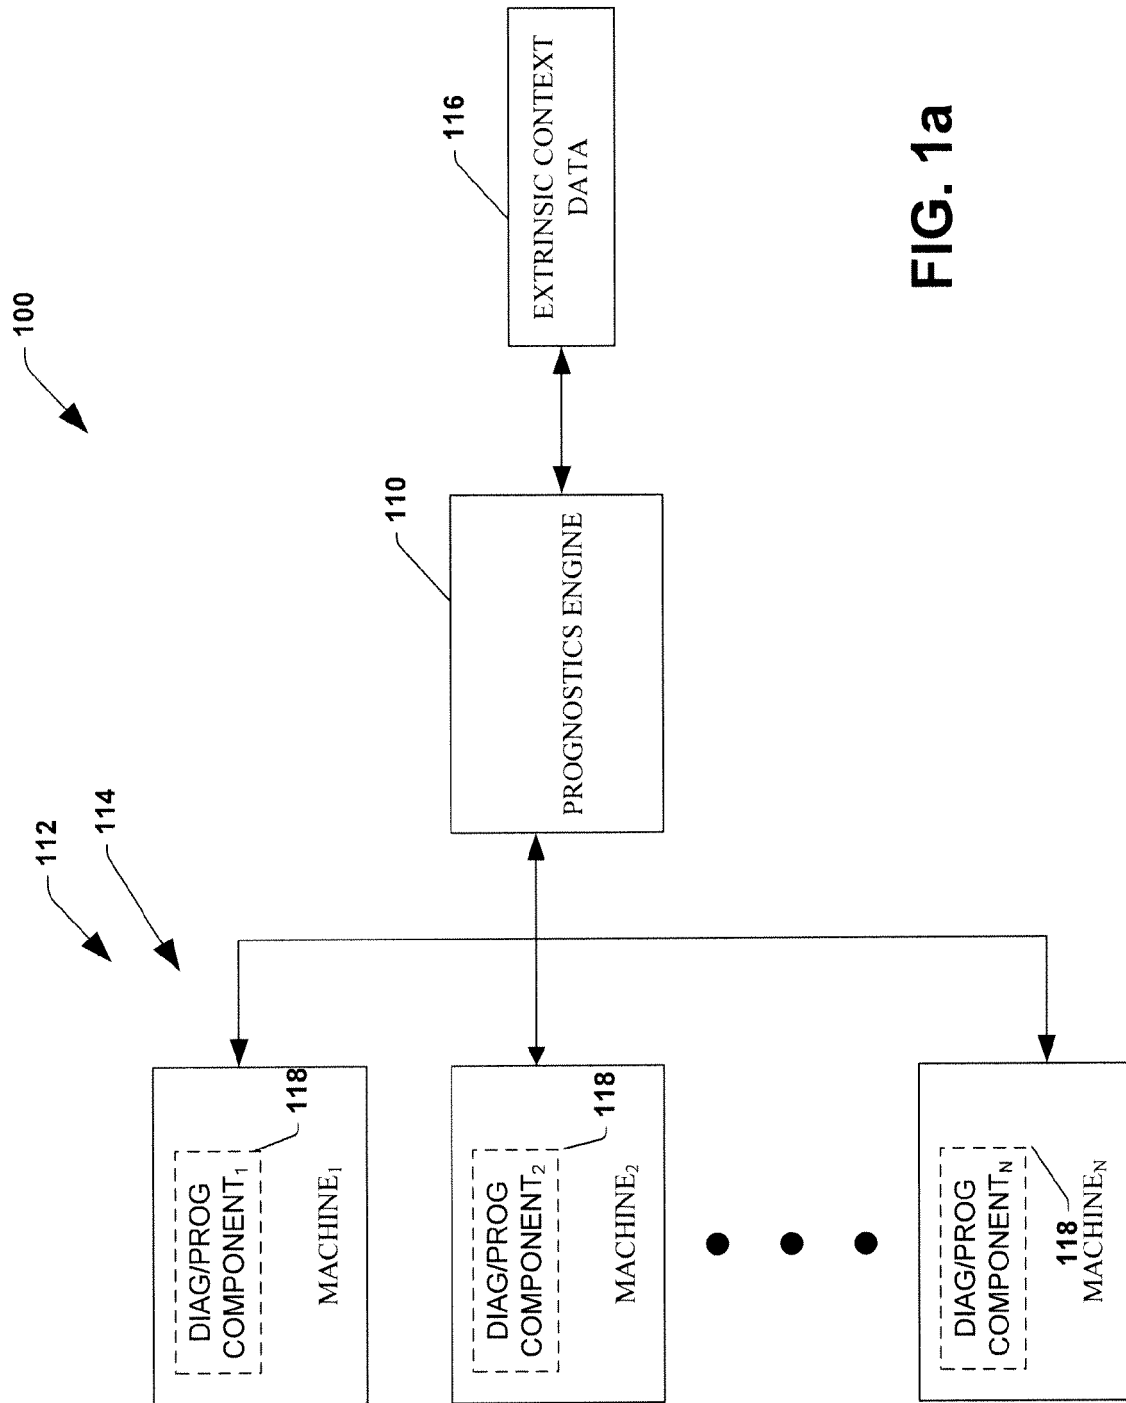 100
112
114
110
116
DIAG/PROG
COMPONENT1
118
MACHINE1
DIAG/PROG
COMPONENT2
118
MACHINE2
DIAG/PROG
COMPONENTN
118
MACHINEN
PROGNOSTICS ENGINE
EXTRINSIC CONTEXT
DATA
FIG. 1a